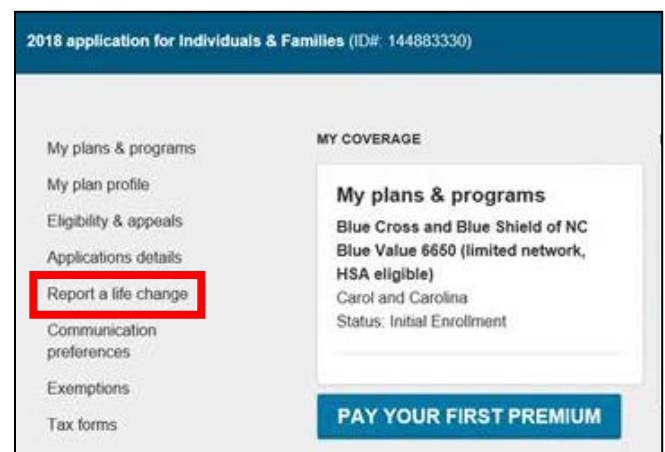 2018 application for Individuals & Families (ID#: 144883330)
My plans & programs
My plan profile
Eligibility & appeals
Applications details
Report a life change
Communication
preferences
Exemptions
Tax forms
MY COVERAGE
My plans & programs
Blue Cross and Blue Shield of NC
Blue Value 6650 (limited network,
HSA eligible)
Carol and Carolina
Status: Initial Enrollment
PAY YOUR FIRST PREMIUM